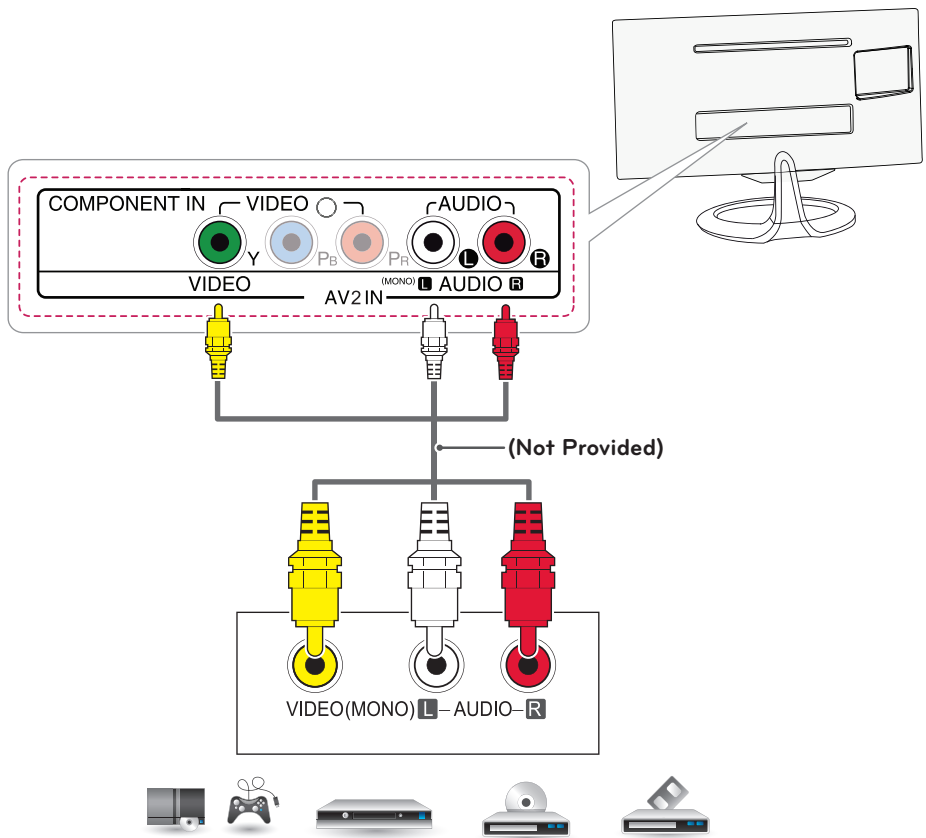 COMPONENT IN VIDEO AUDIO
Y PB PR L R
VIDEO (MONO) L AUDIO R
AV2 IN
(Not Provided)
VIDEO (MONO) L AUDIO R